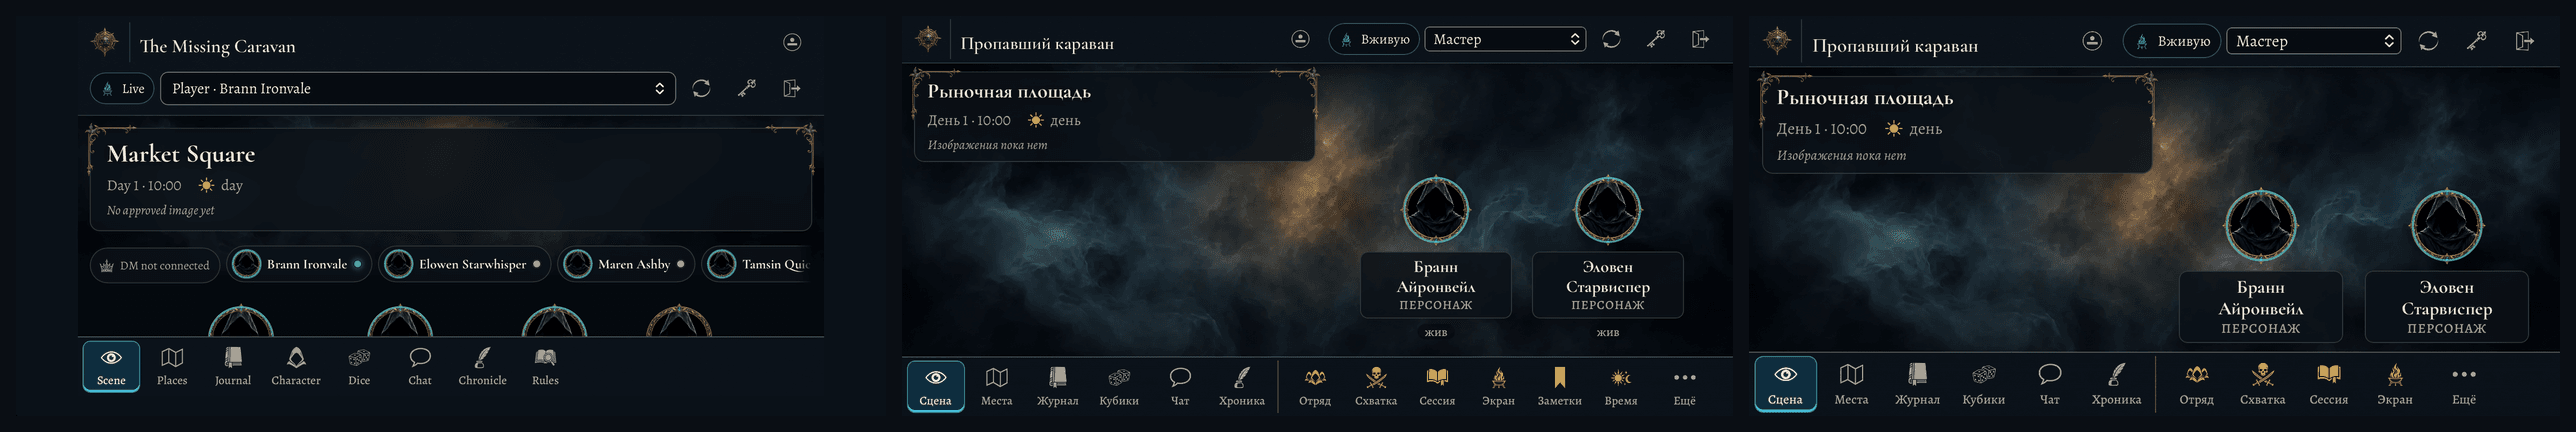 The Missing Caravan
Live
Player · Brann Ironvale
Market Square
Day 1 · 10:00 day
No approved image yet
DM not connected
Brann Ironvale
Elowen Starwhisper
Maren Ashby
Tamsin Quic
Scene
Places
Journal
Character
Dice
Chat
Chronicle
Rules
Пропавший караван
Вживую
Мастер
Рыночная площадь
День 1 · 10:00 день
Изображения пока нет
Бранн
Айронвейл
ПЕРСОНАЖ
жив
Эловен
Старвиспер
ПЕРСОНАЖ
жив
Сцена
Места
Журнал
Кубики
Чат
Хроника
Отряд
Схватка
Сессия
Экран
Заметки
Время
Ещё
Пропавший караван
Вживую
Мастер
Рыночная площадь
День 1 · 10:00 день
Изображения пока нет
Бранн
Айронвейл
ПЕРСОНАЖ
Эловен
Старвиспер
ПЕРСОНАЖ
Сцена
Места
Журнал
Кубики
Чат
Хроника
Отряд
Схватка
Сессия
Экран
Ещё